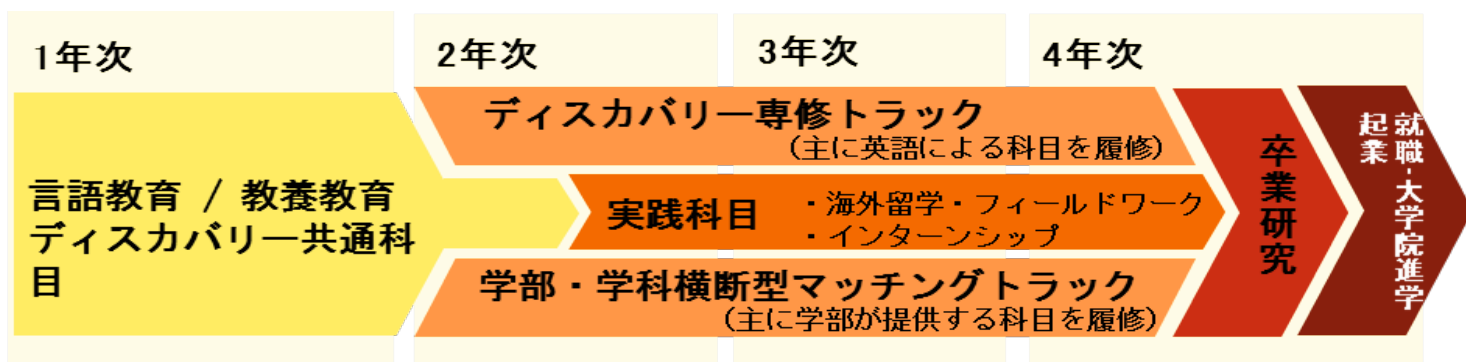 1年次
2年次
3年次
4年次
言語教育 / 教養教育
ディスカバリー共通科
目
ディスカバリー専修トラック
（主に英語による科目を履修）
実践科目
・海外留学・フィールドワーク
・インターンシップ
学部・学科横断型マッチングトラック
（主に学部が提供する科目を履修）
卒業研究
就職・大学院進学
起業